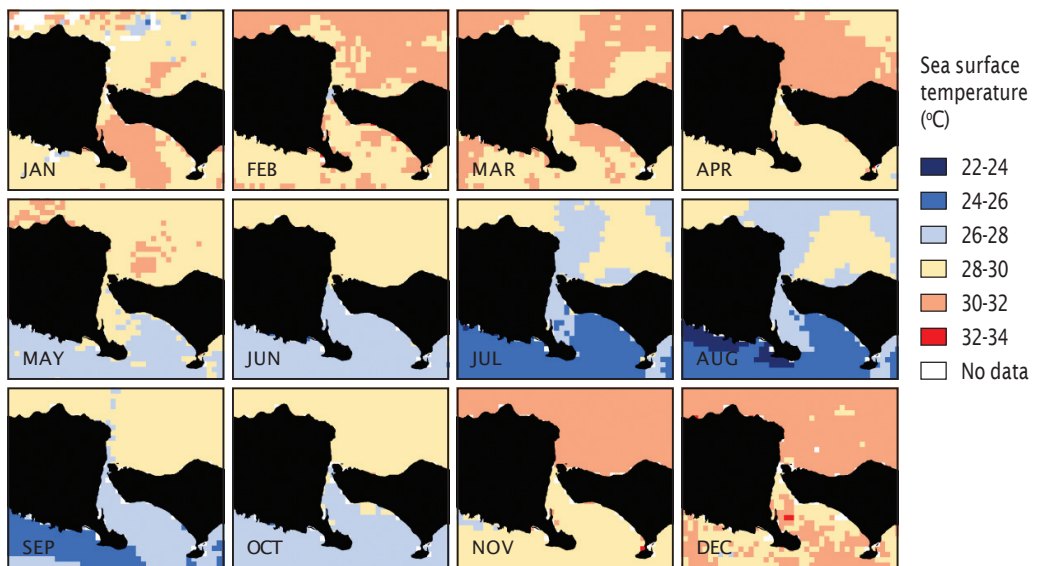 JAN
FEB
MAR
APR
MAY
JUN
JUL
AUG
SEP
OCT
NOV
DEC
Sea surface
temperature
(ºC)
22-24
24-26
26-28
28-30
30-32
32-34
No data